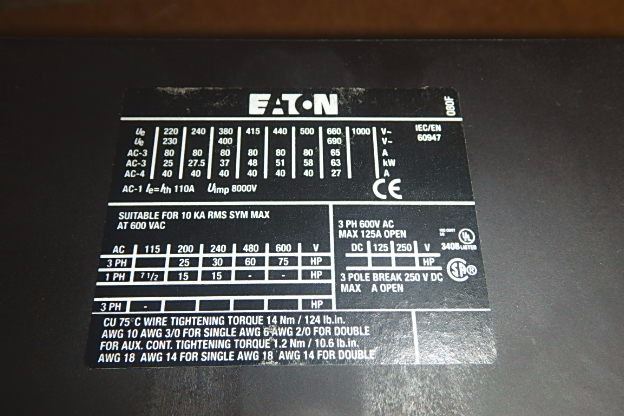 EATON
080F
Ue 220 240 380 415 440 500 660 1000 V~ IEC/EN
Ue 230 400 690 V~ 60947
AC-3 80 80 80 80 80 80 65 A
AC-3 25 27.5 37 48 51 58 63 kW
AC-4 40 40 40 40 40 40 27 A
AC-1 Ie=Ith 110A Uimp 8000V CE
SUITABLE FOR 10 KA RMS SYM MAX
AT 600 VAC
AC 115 200 240 480 600 V
3 PH 25 30 60 75 HP
1 PH 7 1/2 15 15 - - HP
3 PH - - - - - HP
3 PH 600V AC
MAX 125A OPEN
UL
340B LISTER
DC 125 250 V
HP
SA
3 POLE BREAK 250 V DC
MAX A OPEN
CU 75°C WIRE TIGHTENING TORQUE 14 Nm / 124 lb.in.
AWG 10 AWG 3/0 FOR SINGLE AWG 6 AWG 2/0 FOR DOUBLE
FOR AUX. CONT. TIGHTENING TORQUE 1.2 Nm / 10.6 lb.in.
AWG 18 AWG 14 FOR SINGLE AWG 18 AWG 14 FOR DOUBLE